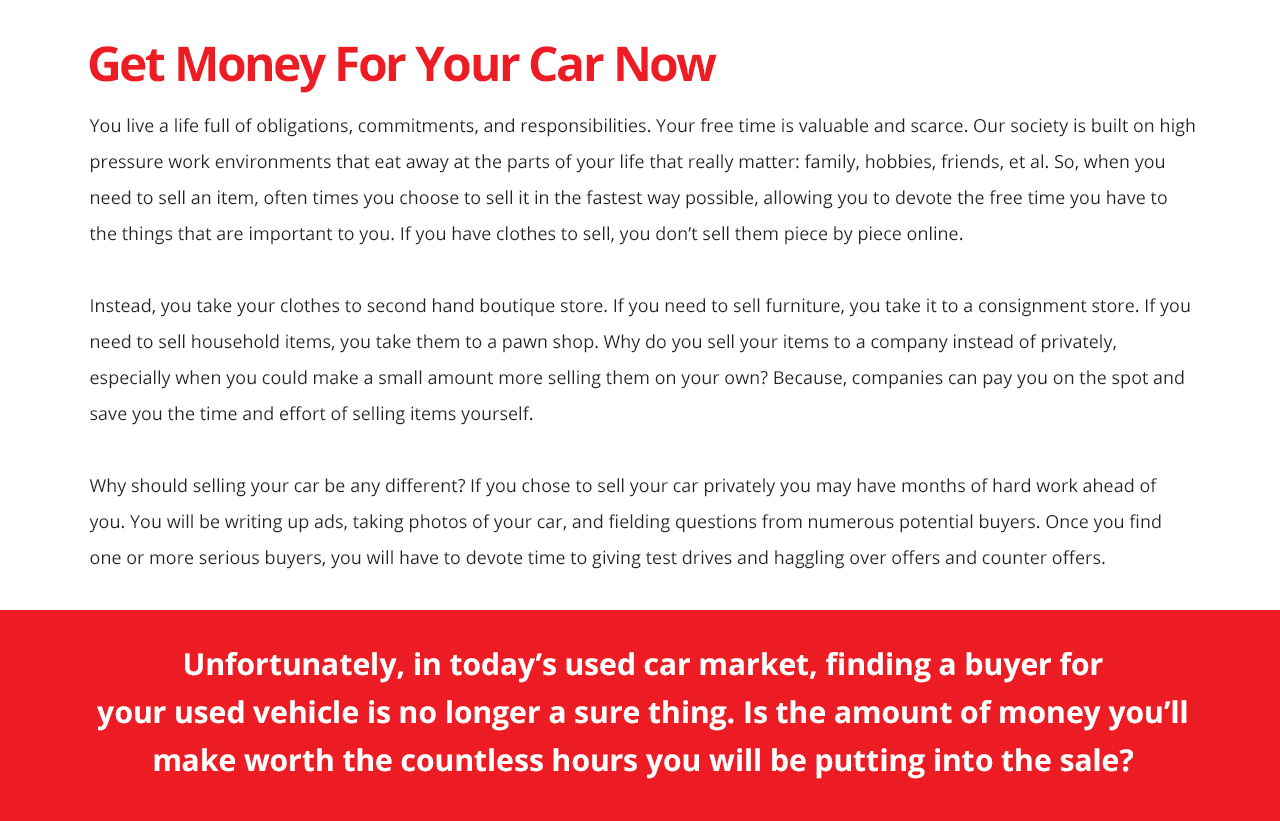 Get Money For Your Car Now
You live a life full of obligations, commitments, and responsibilities. Your free time is valuable and scarce. Our society is built on high
pressure work environments that eat away at the parts of your life that really matter: family, hobbies, friends, et al. So, when you
need to sell an item, often times you choose to sell it in the fastest way possible, allowing you to devote the free time you have to
the things that are important to you. If you have clothes to sell, you don’t sell them piece by piece online.
Instead, you take your clothes to second hand boutique store. If you need to sell furniture, you take it to a consignment store. If you
need to sell household items, you take them to a pawn shop. Why do you sell your items to a company instead of privately,
especially when you could make a small amount more selling them on your own? Because, companies can pay you on the spot and
save you the time and effort of selling items yourself.
Why should selling your car be any different? If you chose to sell your car privately you may have months of hard work ahead of
you. You will be writing up ads, taking photos of your car, and fielding questions from numerous potential buyers. Once you find
one or more serious buyers, you will have to devote time to giving test drives and haggling over offers and counter offers.
Unfortunately, in today’s used car market, finding a buyer for
your used vehicle is no longer a sure thing. Is the amount of money you’ll
make worth the countless hours you will be putting into the sale?